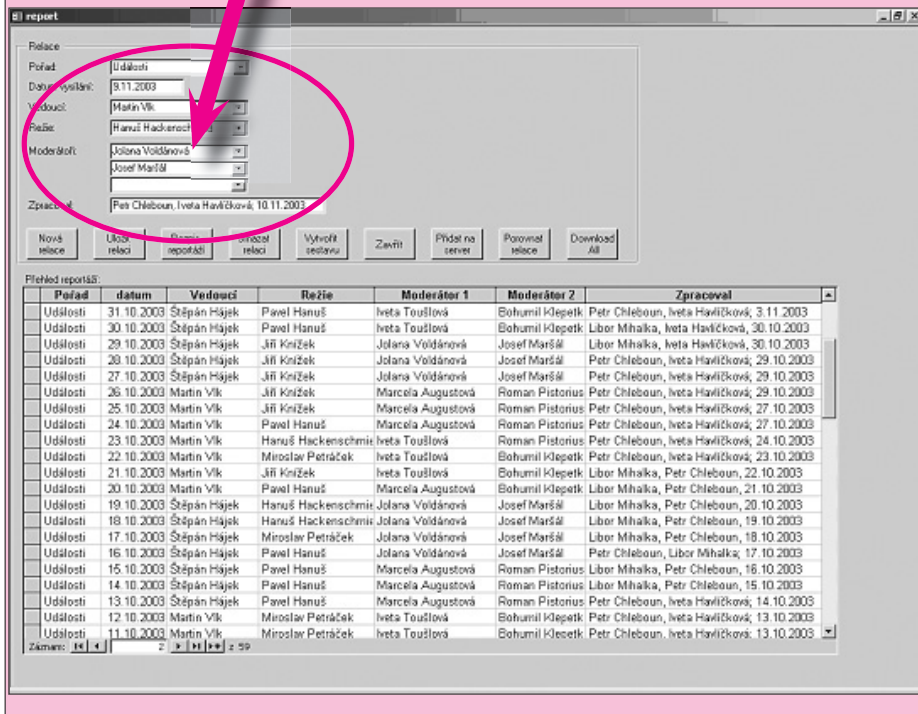 report
Relace
Pořad: Události
Datum vysílání: 9.11.2003
Vedoucí: Martin Vlk
Režie: Hanuš
Moderátoři: Jolana Voldánová
Josef Maršál
Zpracoval: Petr Chleboun, Iveta Havlíčková; 10.11.2003
Nová relace
Uložit relaci
reportáží
Smazat relaci
Vytvořit sestavu
Zavřít
Přidat na server
Porovnat relace
Download All
Přehled reportáží:
Pořad datum Vedoucí Režie Moderátor 1 Moderátor 2 Zpracoval
Události 31.10.2003 Štěpán Hájek Pavel Hanuš Iveta Toušlová Bohumil Klepetk Petr Chleboun, Iveta Havlíčková; 3.11.2003
Události 30.10.2003 Štěpán Hájek Pavel Hanuš Iveta Toušlová Bohumil Klepetk Libor Mihalka, Iveta Havlíčková, 30.10.2003
Události 29.10.2003 Štěpán Hájek Jiří Knížek Jolana Voldánová Josef Maršál Libor Mihalka, Iveta Havlíčková, 30.10.2003
Události 28.10.2003 Štěpán Hájek Jiří Knížek Jolana Voldánová Josef Maršál Petr Chleboun, Iveta Havlíčková; 29.10.2003
Události 27.10.2003 Štěpán Hájek Jiří Knížek Jolana Voldánová Josef Maršál Petr Chleboun, Iveta Havlíčková; 29.10.2003
Události 26.10.2003 Martin Vlk Jiří Knížek Marcela Augustová Roman Pistorius Petr Chleboun, Iveta Havlíčková; 29.10.2003
Události 25.10.2003 Martin Vlk Jiří Knížek Marcela Augustová Roman Pistorius Petr Chleboun, Iveta Havlíčková; 27.10.2003
Události 24.10.2003 Martin Vlk Pavel Hanuš Marcela Augustová Roman Pistorius Petr Chleboun, Iveta Havlíčková; 27.10.2003
Události 23.10.2003 Martin Vlk Hanuš Hackenschmie Iveta Toušlová Roman Pistorius Petr Chleboun, Iveta Havlíčková; 24.10.2003
Události 22.10.2003 Martin Vlk Miroslav Petráček Iveta Toušlová Bohumil Klepetk Petr Chleboun, Iveta Havlíčková; 23.10.2003
Události 21.10.2003 Martin Vlk Jiří Knížek Iveta Toušlová Bohumil Klepetk Libor Mihalka, Petr Chleboun, 22.10.2003
Události 20.10.2003 Martin Vlk Pavel Hanuš Marcela Augustová Bohumil Klepetk Libor Mihalka, Petr Chleboun, 21.10.2003
Události 19.10.2003 Štěpán Hájek Hanuš Hackenschmie Jolana Voldánová Josef Maršál Libor Mihalka, Petr Chleboun, 20.10.2003
Události 18.10.2003 Štěpán Hájek Hanuš Hackenschmie Jolana Voldánová Josef Maršál Libor Mihalka, Petr Chleboun, 19.10.2003
Události 17.10.2003 Štěpán Hájek Miroslav Petráček Jolana Voldánová Josef Maršál Libor Mihalka, Petr Chleboun, 18.10.2003
Události 16.10.2003 Štěpán Hájek Pavel Hanuš Jolana Voldánová Josef Maršál Petr Chleboun, Libor Mihalka; 17.10.2003
Události 15.10.2003 Štěpán Hájek Pavel Hanuš Marcela Augustová Roman Pistorius Libor Mihalka, Petr Chleboun, 16.10.2003
Události 14.10.2003 Štěpán Hájek Pavel Hanuš Marcela Augustová Roman Pistorius Libor Mihalka, Petr Chleboun, 15.10.2003
Události 13.10.2003 Štěpán Hájek Pavel Hanuš Marcela Augustová Roman Pistorius Petr Chleboun, Iveta Havlíčková; 14.10.2003
Události 12.10.2003 Martin Vlk Miroslav Petráček Iveta Toušlová Bohumil Klepetk Petr Chleboun, Iveta Havlíčková; 13.10.2003
Události 11.10.2003 Martin Vlk Miroslav Petráček Iveta Toušlová Bohumil Klepetk Petr Chleboun, Iveta Havlíčková; 13.10.2003
Záznam: 2 z 59